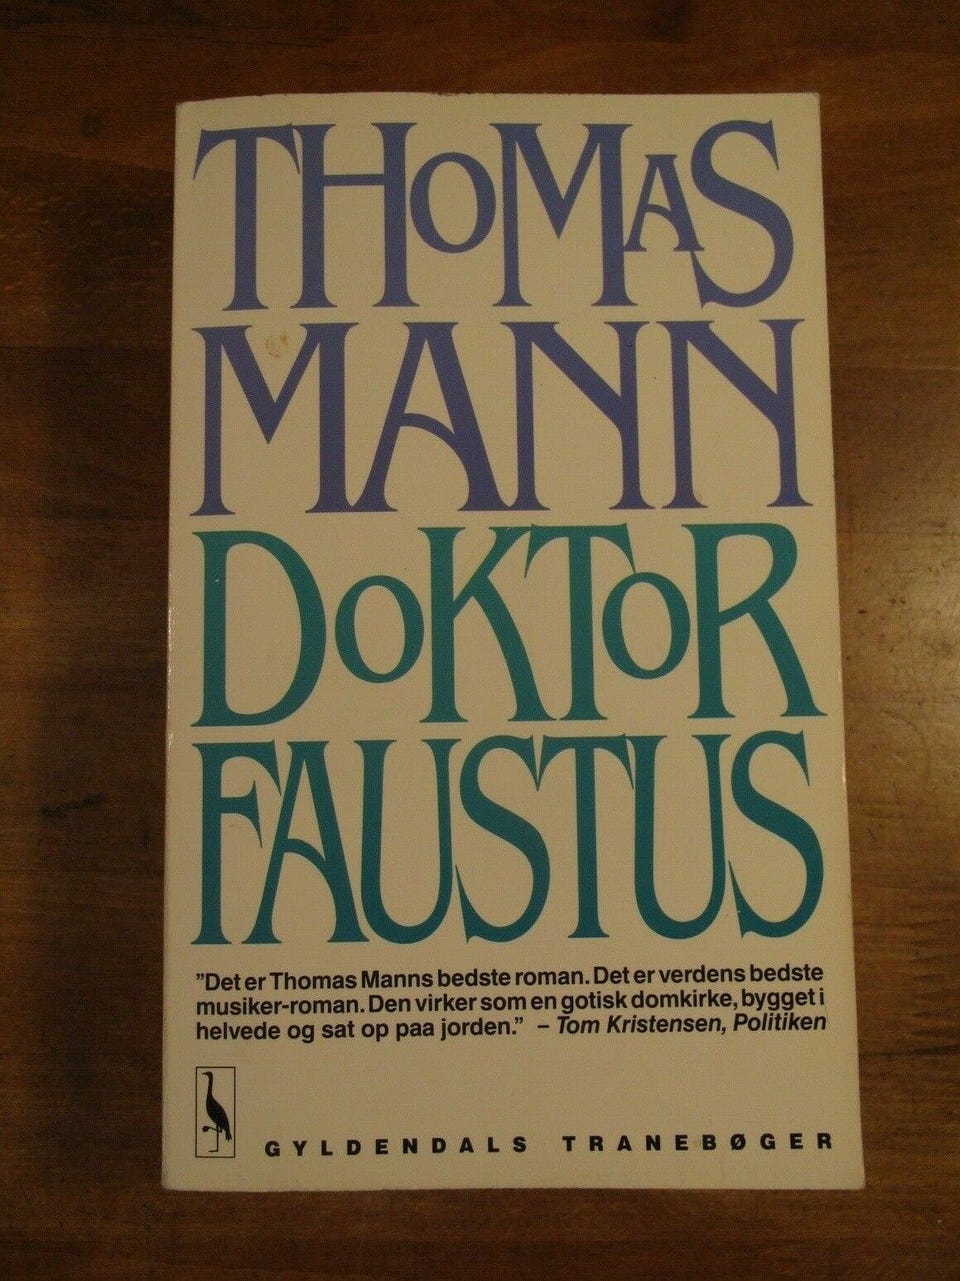 THOMAS
MANN
DOKTOR
FAUSTUS
”Det er Thomas Manns bedste roman. Det er verdens bedste
musiker-roman. Den virker som en gotisk domkirke, bygget i
helvede og sat op paa jorden.” – Tom Kristensen, Politiken
GYLDENDALS TRANEBØGER